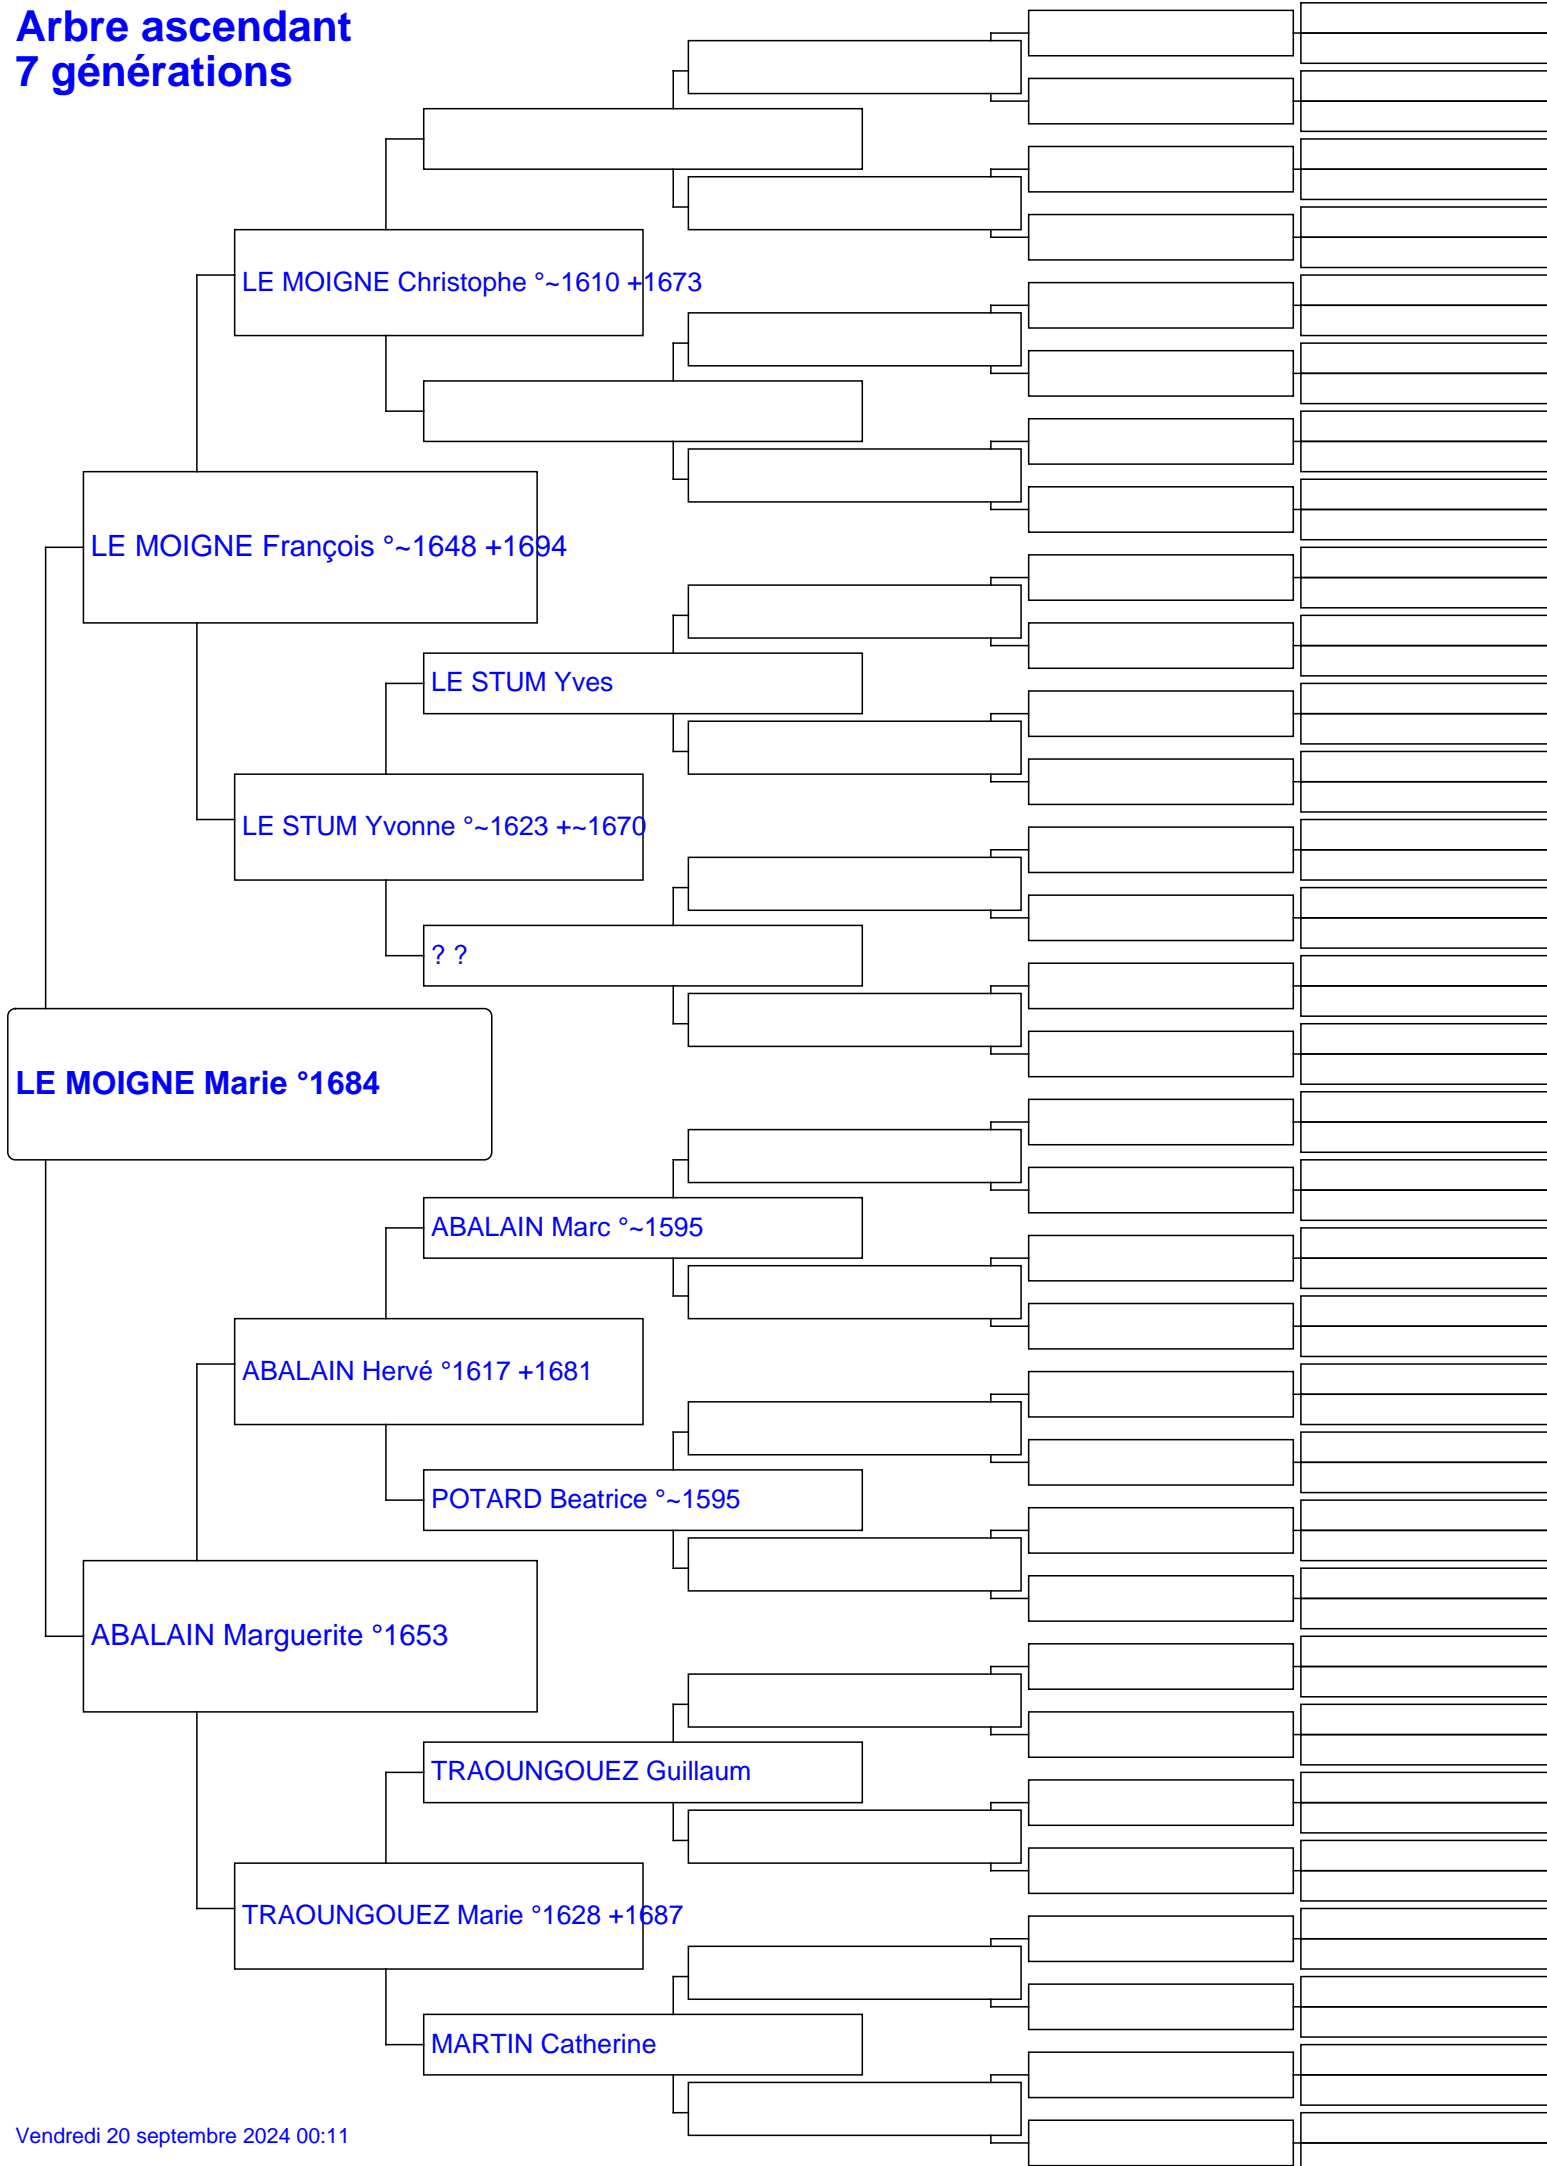 Arbre ascendant
7 générations
LE MOIGNE Christophe °~1610 +1673
LE MOIGNE François °~1648 +1694
LE STUM Yves
LE STUM Yvonne °~1623 +~1670
? ?
LE MOIGNE Marie °1684
ABALAIN Marc °~1595
ABALAIN Hervé °1617 +1681
POTARD Beatrice °~1595
ABALAIN Marguerite °1653
TRAOUNGOUEZ Guillaum
TRAOUNGOUEZ Marie °1628 +1687
MARTIN Catherine
Vendredi 20 septembre 2024 00:11